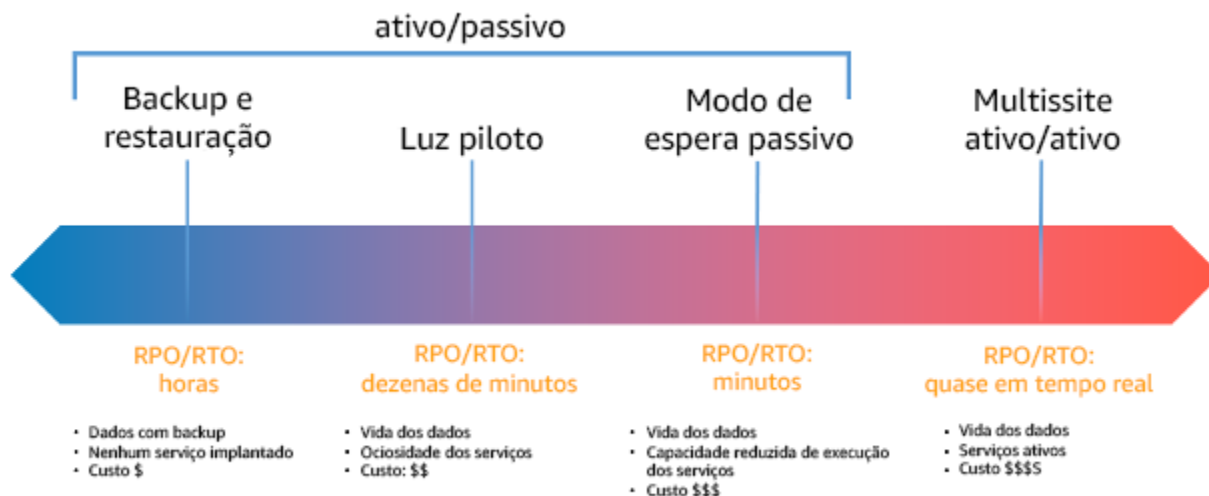 ativo/passivo
Backup e
restauração
Luz piloto
Modo de
espera passivo
Multissite
ativo/ativo
RPO/RTO:
horas
RPO/RTO:
dezenas de minutos
RPO/RTO:
minutos
RPO/RTO:
quase em tempo real
• Dados com backup
• Nenhum serviço implantado
• Custo $
• Vida dos dados
• Ociosidade dos serviços
• Custo: $$
• Vida dos dados
• Capacidade reduzida de execução
dos serviços
• Custo $$$
• Vida dos dados
• Serviços ativos
• Custo $$$S